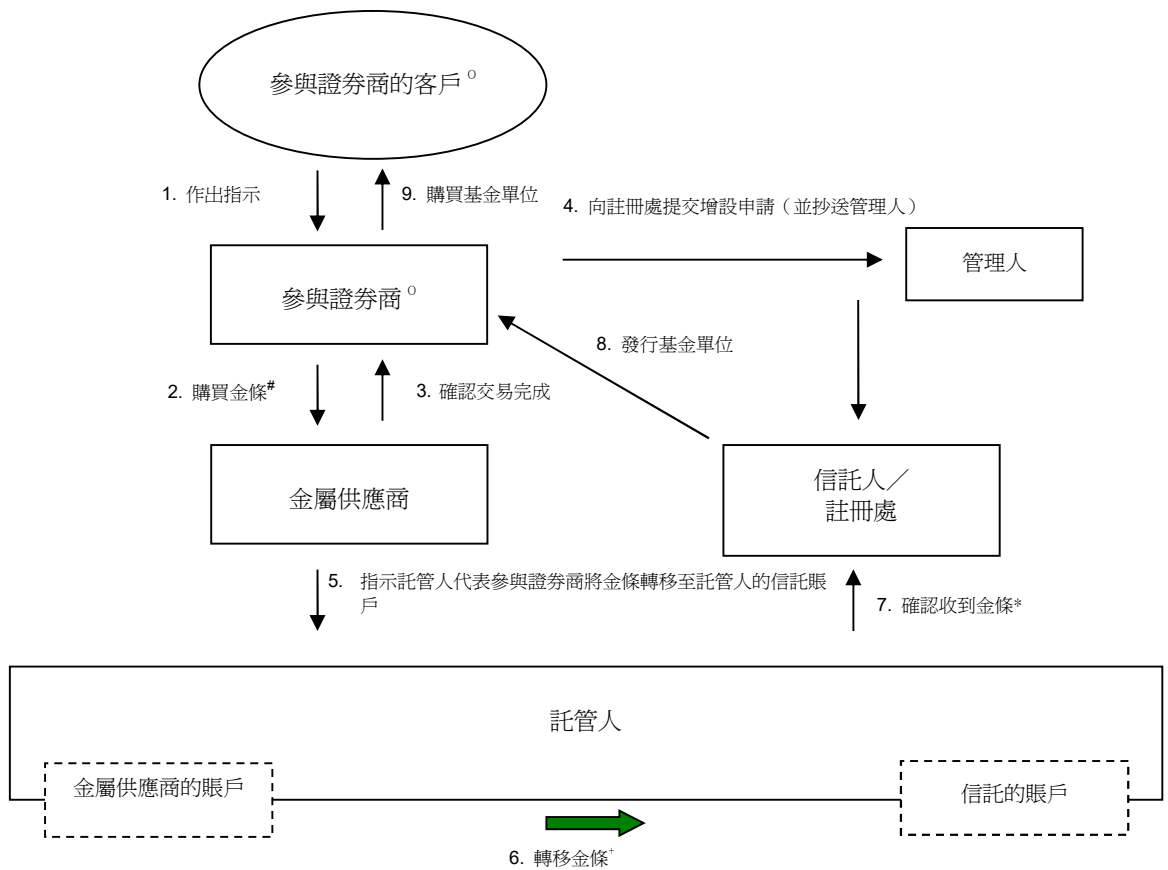 參與證券商的客戶 ○
1. 作出指示
9. 購買基金單位
4. 向註冊處提交增設申請（並抄送管理人）
參與證券商 ○
管理人
8. 發行基金單位
2. 購買金條#
3. 確認交易完成
金屬供應商
信託人／
註冊處
5. 指示託管人代表參與證券商將金條轉移至託管人的信託賬
戶
7. 確認收到金條*
託管人
金屬供應商的賬戶
信託的賬戶
6. 轉移金條+